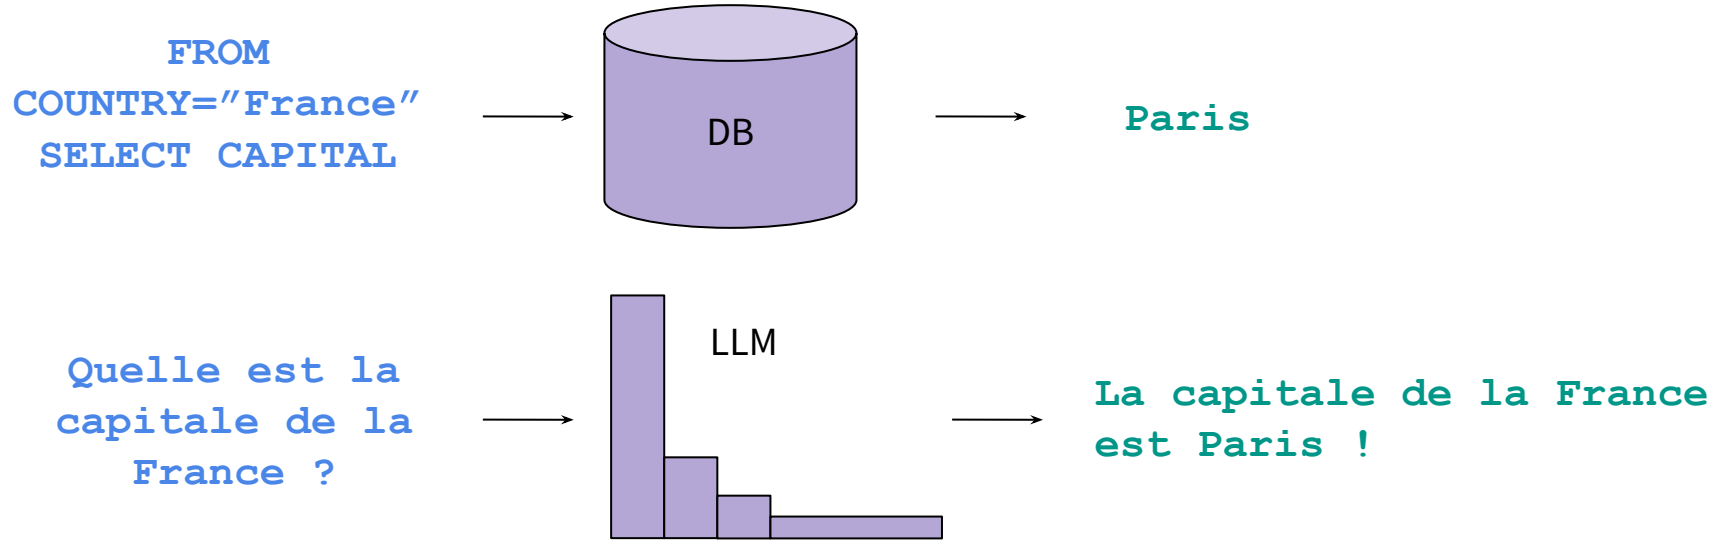 FROM
COUNTRY=”France”
SELECT CAPITAL
DB
Paris
LLM
Quelle est la
capitale de la
France ?
La capitale de la France
est Paris !